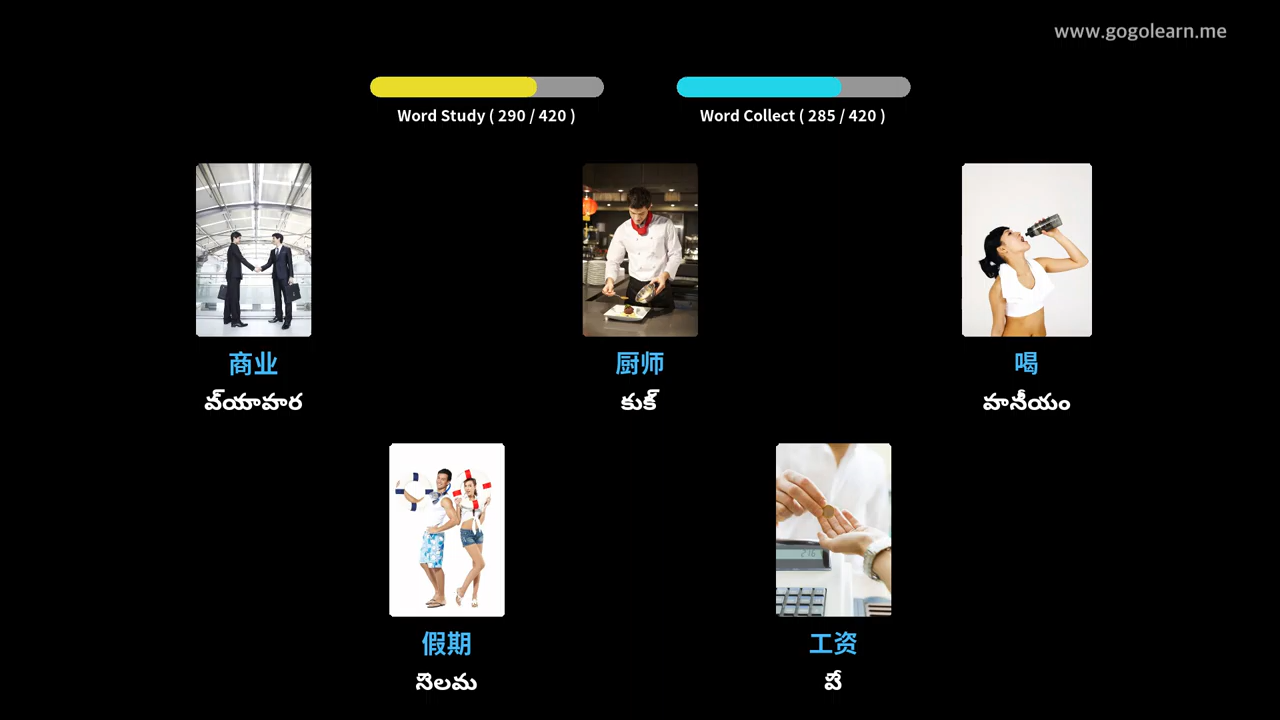 www.gogolearn.me
Word Study ( 290 / 420 )
Word Collect ( 285 / 420 )
商业
厨师
喝
వ్యాపార
కుక్
పానీయం
假期
工资
సెలవు
పే